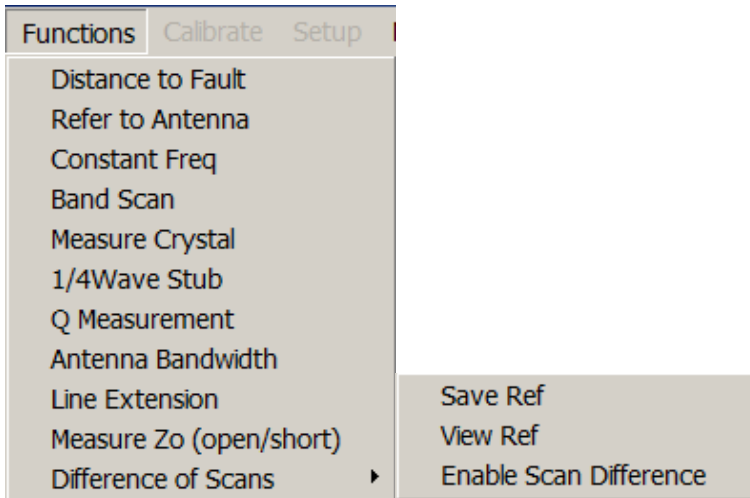 Functions Calibrate Setup
Distance to Fault
Refer to Antenna
Constant Freq
Band Scan
Measure Crystal
1/4Wave Stub
Q Measurement
Antenna Bandwidth
Line Extension
Measure Zo (open/short)
Difference of Scans
Save Ref
View Ref
Enable Scan Difference